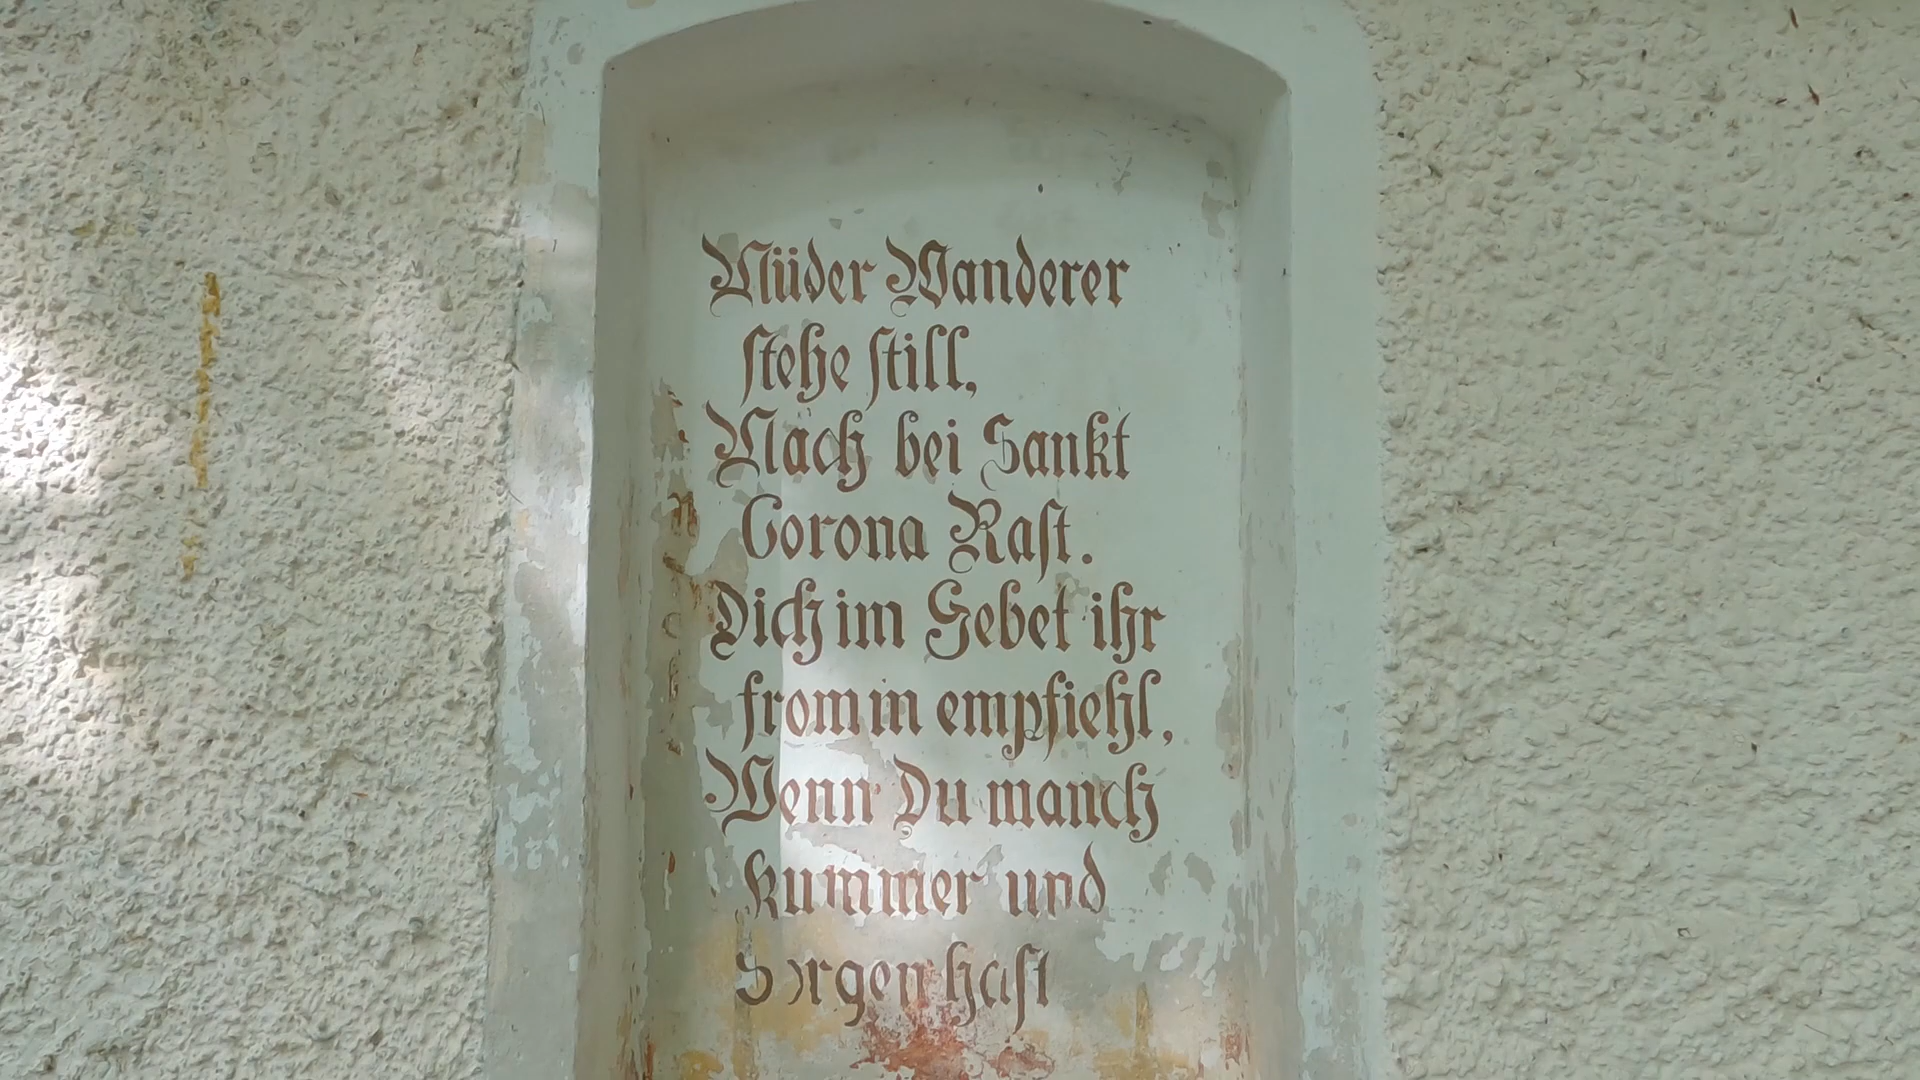 Müder Wanderer
stehe still,
Mach bei Sankt
Corona Rast.
Dich im Gebet ihr
fromm empfiehl,
Wenn Du manch
Kummer und
Sorgen hast